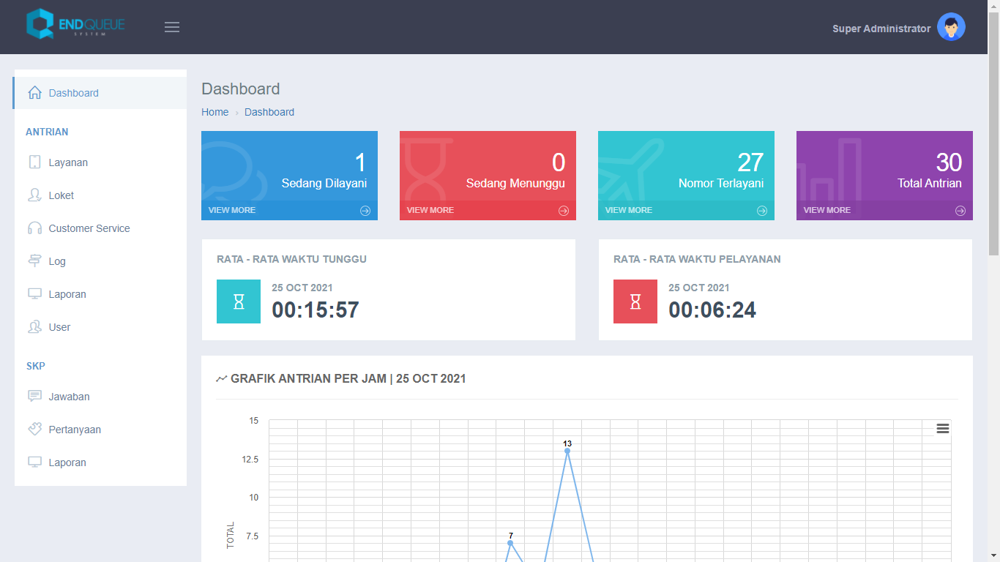 ENDQUEUE
SYSTEM
Super Administrator
Dashboard
ANTRIAN
Layanan
Loket
Customer Service
Log
Laporan
User
SKP
Jawaban
Pertanyaan
Laporan
Dashboard
Home › Dashboard
1
Sedang Dilayani
VIEW MORE
0
Sedang Menunggu
VIEW MORE
27
Nomor Terlayani
VIEW MORE
30
Total Antrian
VIEW MORE
RATA - RATA WAKTU TUNGGU
25 OCT 2021
00:15:57
RATA - RATA WAKTU PELAYANAN
25 OCT 2021
00:06:24
GRAFIK ANTRIAN PER JAM | 25 OCT 2021
15
12.5
10
7.5
TOTAL
13
7